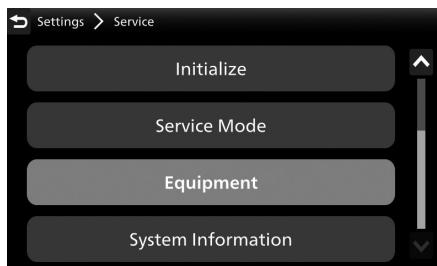 Settings > Service
Initialize
Service Mode
Equipment
System Information